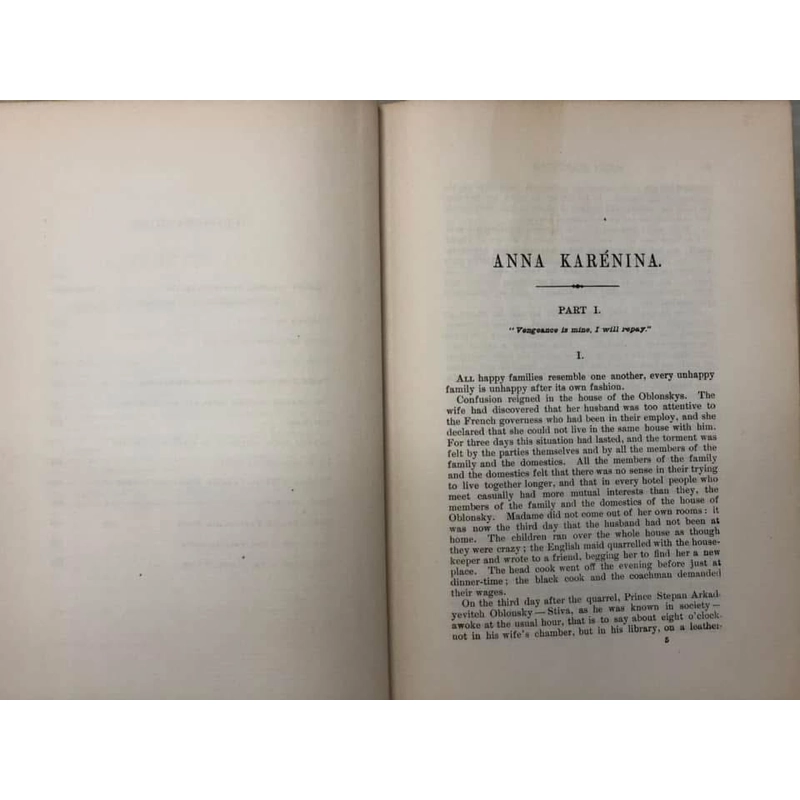 ANNA KARÉNINA.
PART I.
"Vengeance is mine, I will repay."
I.
ALL happy families resemble one another, every unhappy
family is unhappy after its own fashion.
Confusion reigned in the house of the Oblonskys. The
wife had discovered that her husband was too attentive to
the French governess who had been in their employ, and she
declared that she could not live in the same house with him.
For three days this situation had lasted, and the torment was
felt by the parties themselves and by all the members of the
family and the domestics. All the members of the family
and the domestics felt that there was no sense in their trying
to live together longer, and that in every hotel people who
meet casually had more mutual interests than they, the
members of the family and the domestics of the house of
Oblonsky. Madame did not come out of her own rooms: it
was now the third day that the husband had not been at
home. The children ran over the whole house as though
they were crazy; the English maid quarrelled with the house-
keeper and wrote to a friend, begging her to find her a new
place. The head cook went off the evening before just at
dinner-time; the black cook and the coachman demanded
their wages.
On the third day after the quarrel, Prince Stepan Arkad-
yevitch Oblonsky—Stiva, as he was known in society—
awoke at the usual hour, that is to say about eight o'clock,
not in his wife's chamber, but in his library, on a leather-
5